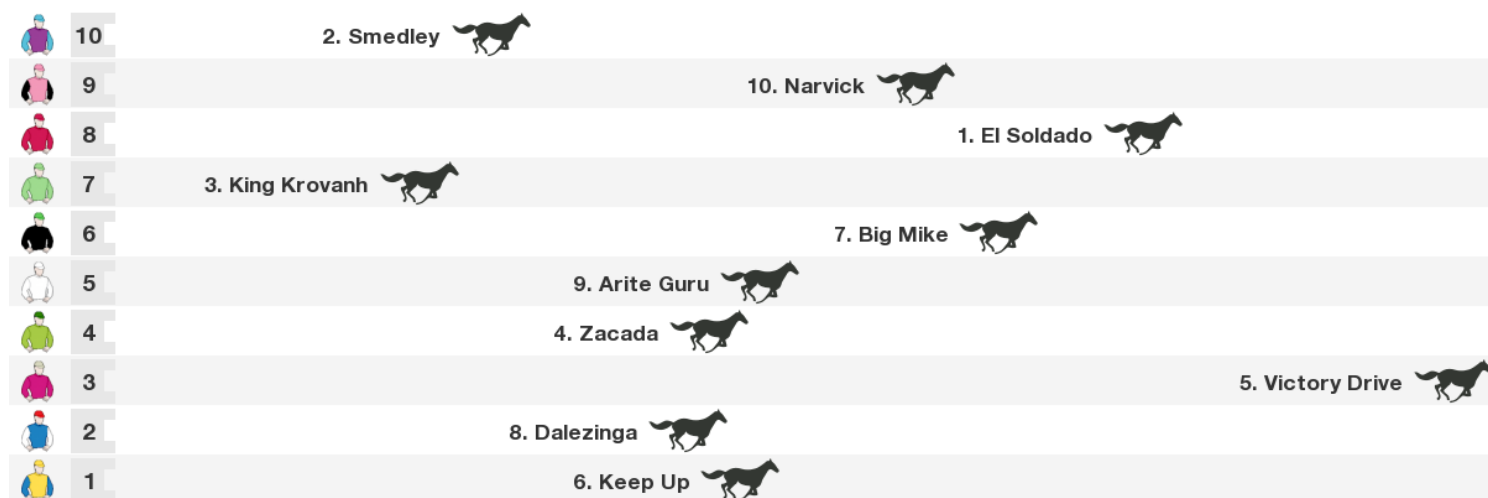 10 2. Smedley
9 10. Narvick
8 1. El Soldado
7 3. King Krovanh
6 7. Big Mike
5 9. Arite Guru
4 4. Zacada
3 5. Victory Drive
2 8. Dalezinga
1 6. Keep Up